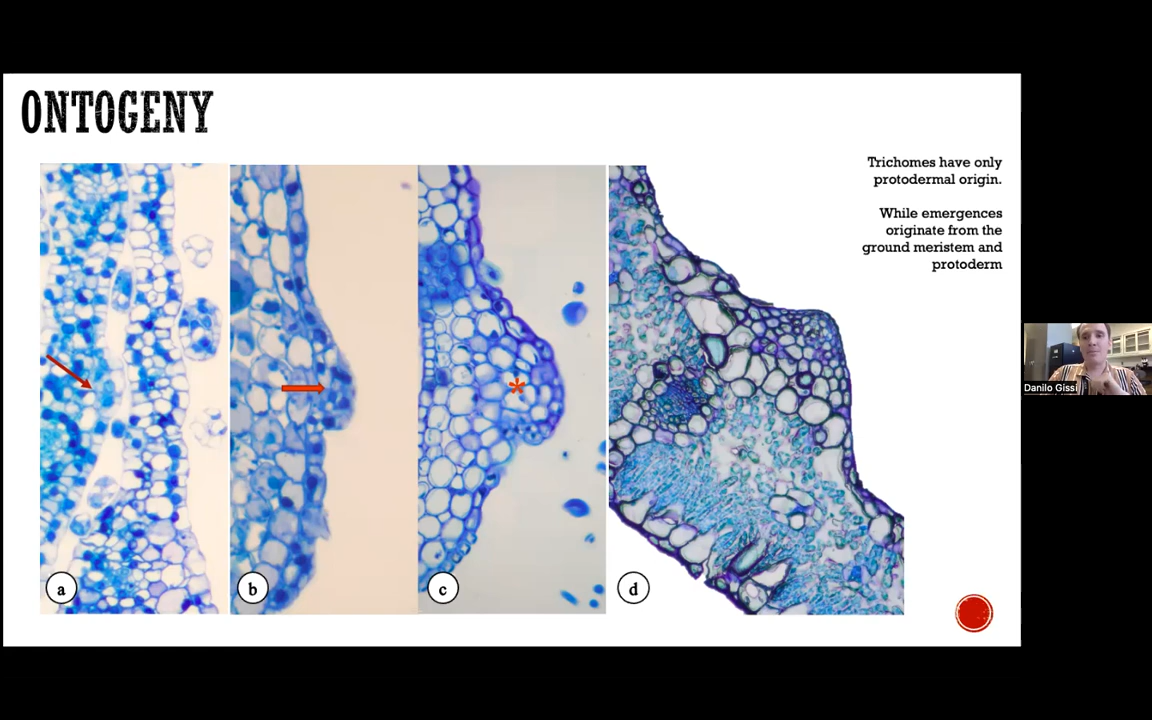 ONTOGENY
Trichomes have only
protodermal origin.
While emergences
originate from the
ground meristem and
protoderm
a
b
c
d
*
Danilo Gissi